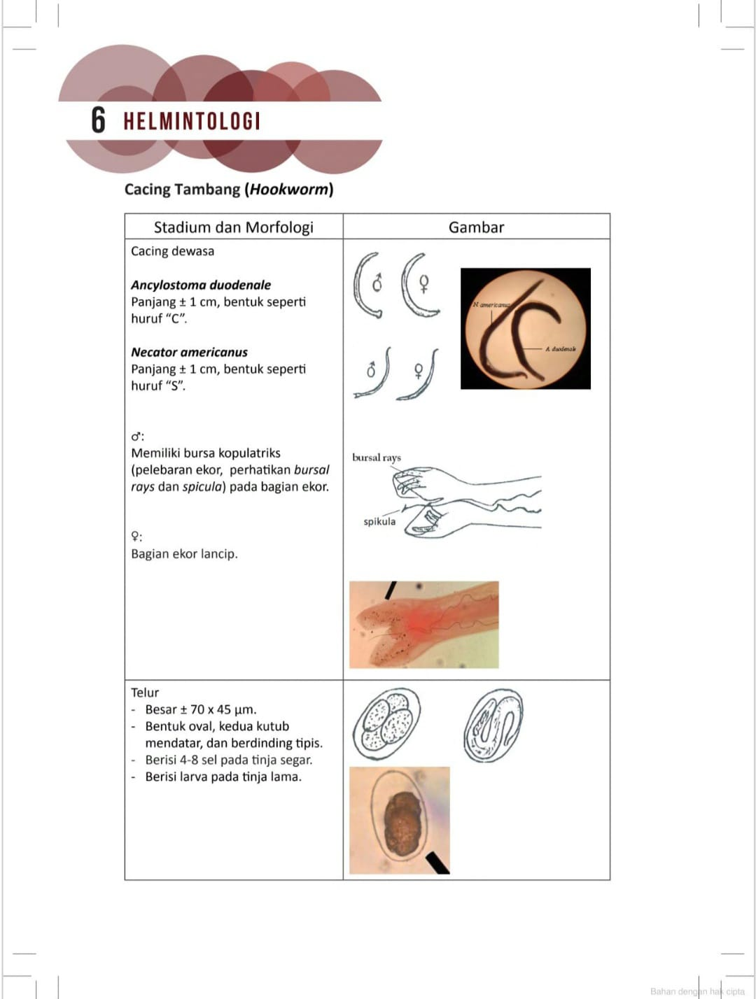 6 HELMINTOLOGI
Cacing Tambang (Hookworm)
Stadium dan Morfologi
Gambar
Cacing dewasa
Ancylostoma duodenale
Panjang ± 1 cm, bentuk seperti
huruf “C”.
Necator americanus
Panjang ± 1 cm, bentuk seperti
huruf “S”.
♂:
Memiliki bursa kopulatriks
(pelebaran ekor, perhatikan bursal
rays dan spicula) pada bagian ekor.
♀:
Bagian ekor lancip.
♂ ♀
N americanus
A duodenale
♂ ♀
bursal rays
spikula
Telur
- Besar ± 70 x 45 µm.
- Bentuk oval, kedua kutub
mendatar, dan berdinding tipis.
- Berisi 4-8 sel pada tinja segar.
- Berisi larva pada tinja lama.
Bahan dengan hak cipta